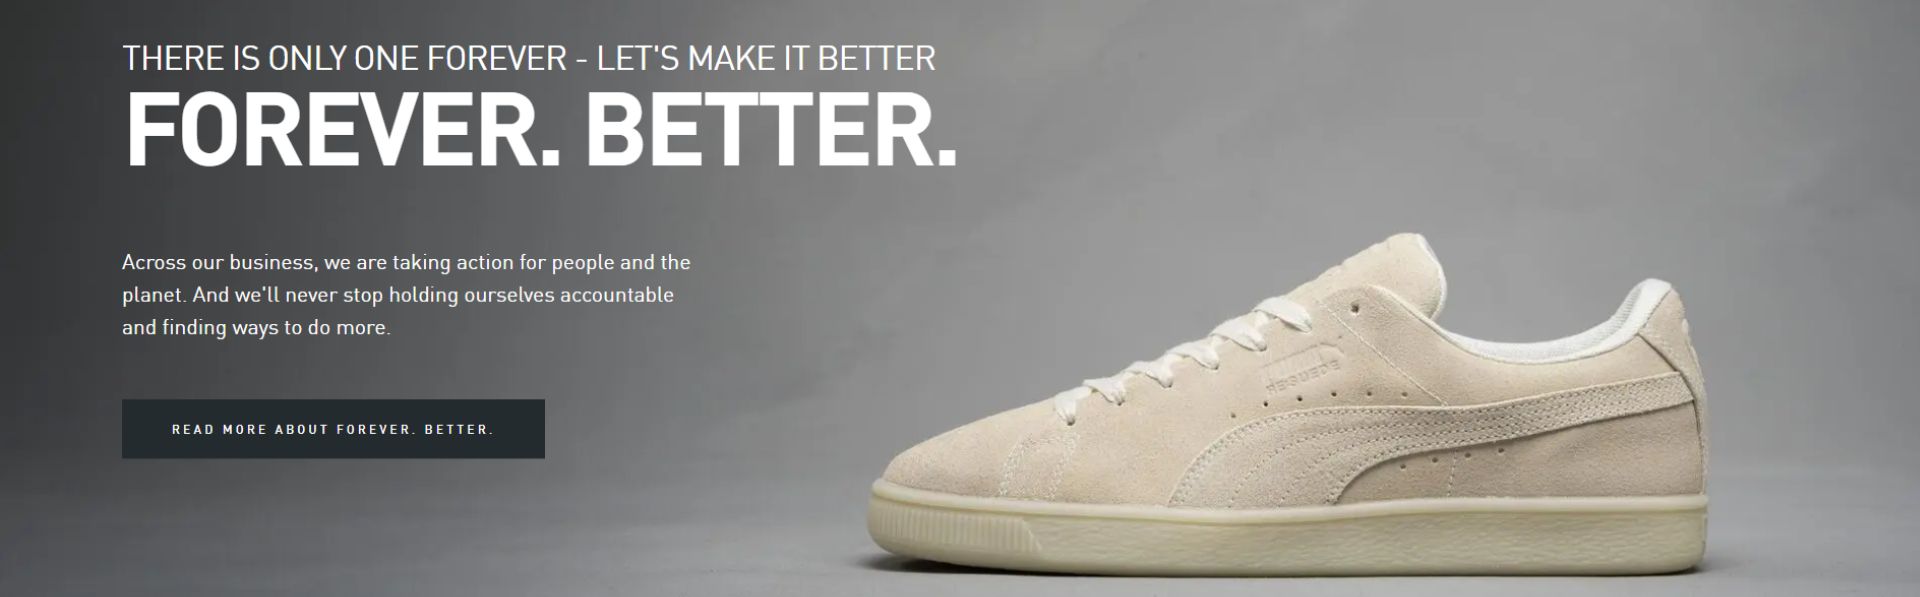 THERE IS ONLY ONE FOREVER - LET'S MAKE IT BETTER
FOREVER. BETTER.
Across our business, we are taking action for people and the
planet. And we'll never stop holding ourselves accountable
and finding ways to do more.
READ MORE ABOUT FOREVER. BETTER.
RE:SUEDE